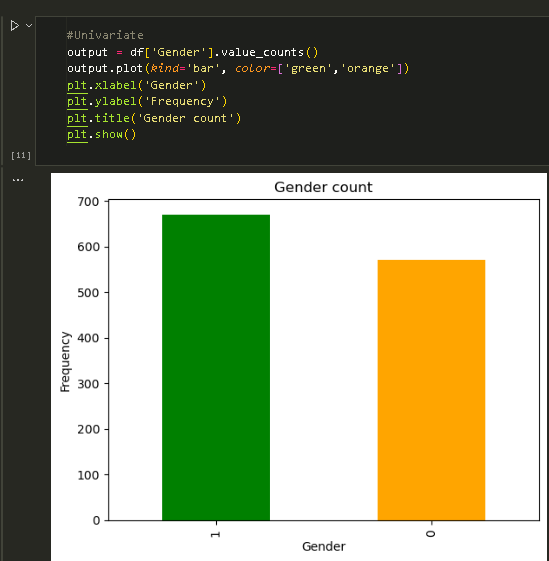 #Univariate
output = df['Gender'].value_counts()
output.plot(kind='bar', color=['green','orange'])
plt.xlabel('Gender')
plt.ylabel('Frequency')
plt.title('Gender count')
plt.show()
[11]
...
Gender count
700
600
500
400
300
200
100
0
Frequency
1
0
Gender